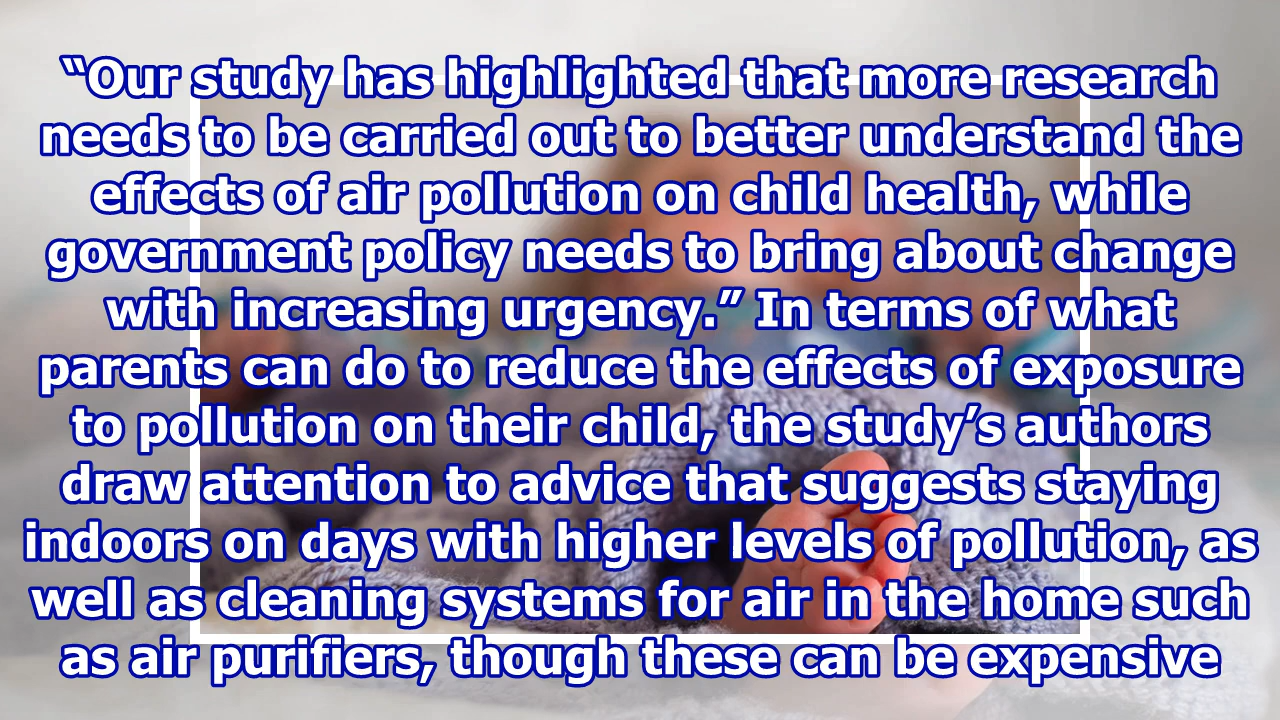 “Our study has highlighted that more research
needs to be carried out to better understand the
effects of air pollution on child health, while
government policy needs to bring about change
with increasing urgency.” In terms of what
parents can do to reduce the effects of exposure
to pollution on their child, the study’s authors
draw attention to advice that suggests staying
indoors on days with higher levels of pollution, as
well as cleaning systems for air in the home such
as air purifiers, though these can be expensive